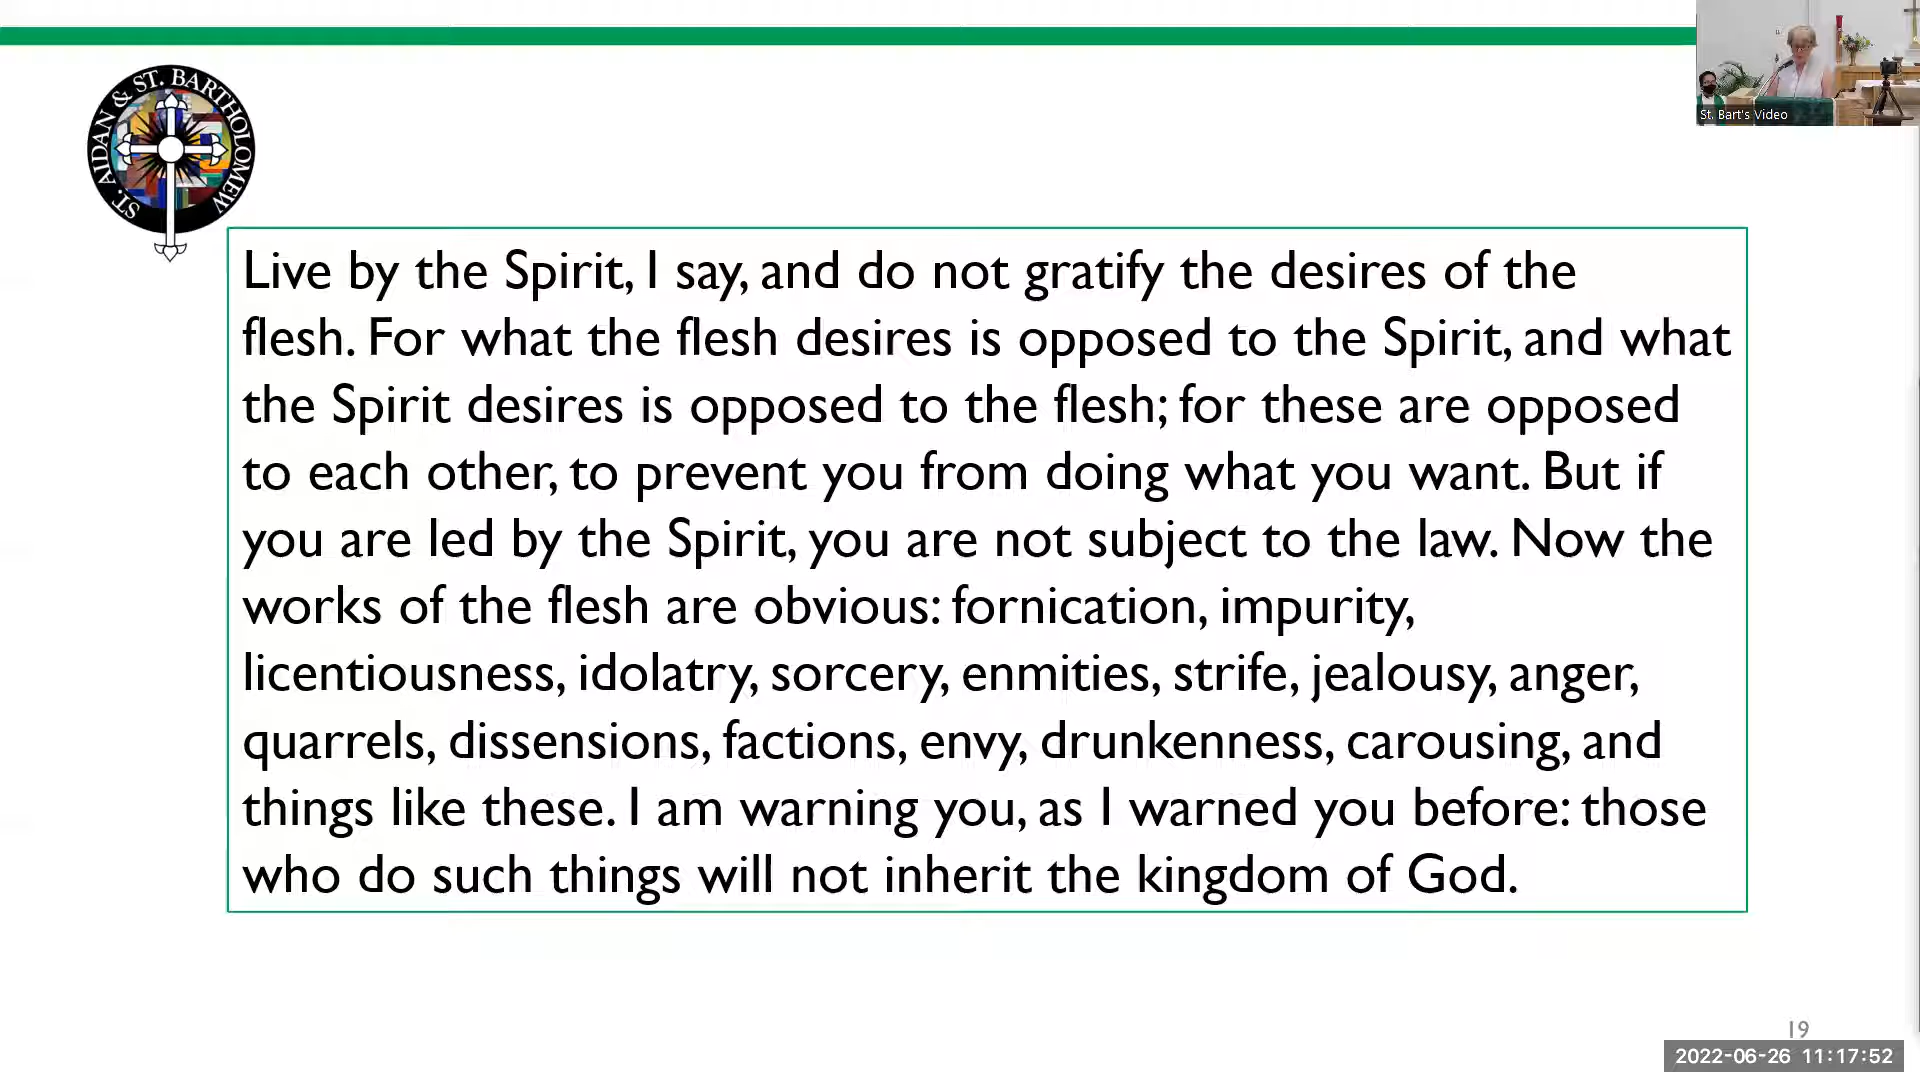 ST. AIDAN & ST. BARTHOLOMEW
St. Bart's Video
Live by the Spirit, I say, and do not gratify the desires of the
flesh. For what the flesh desires is opposed to the Spirit, and what
the Spirit desires is opposed to the flesh; for these are opposed
to each other, to prevent you from doing what you want. But if
you are led by the Spirit, you are not subject to the law. Now the
works of the flesh are obvious: fornication, impurity,
licentiousness, idolatry, sorcery, enmities, strife, jealousy, anger,
quarrels, dissensions, factions, envy, drunkenness, carousing, and
things like these. I am warning you, as I warned you before: those
who do such things will not inherit the kingdom of God.
19
2022-06-26 11:17:52